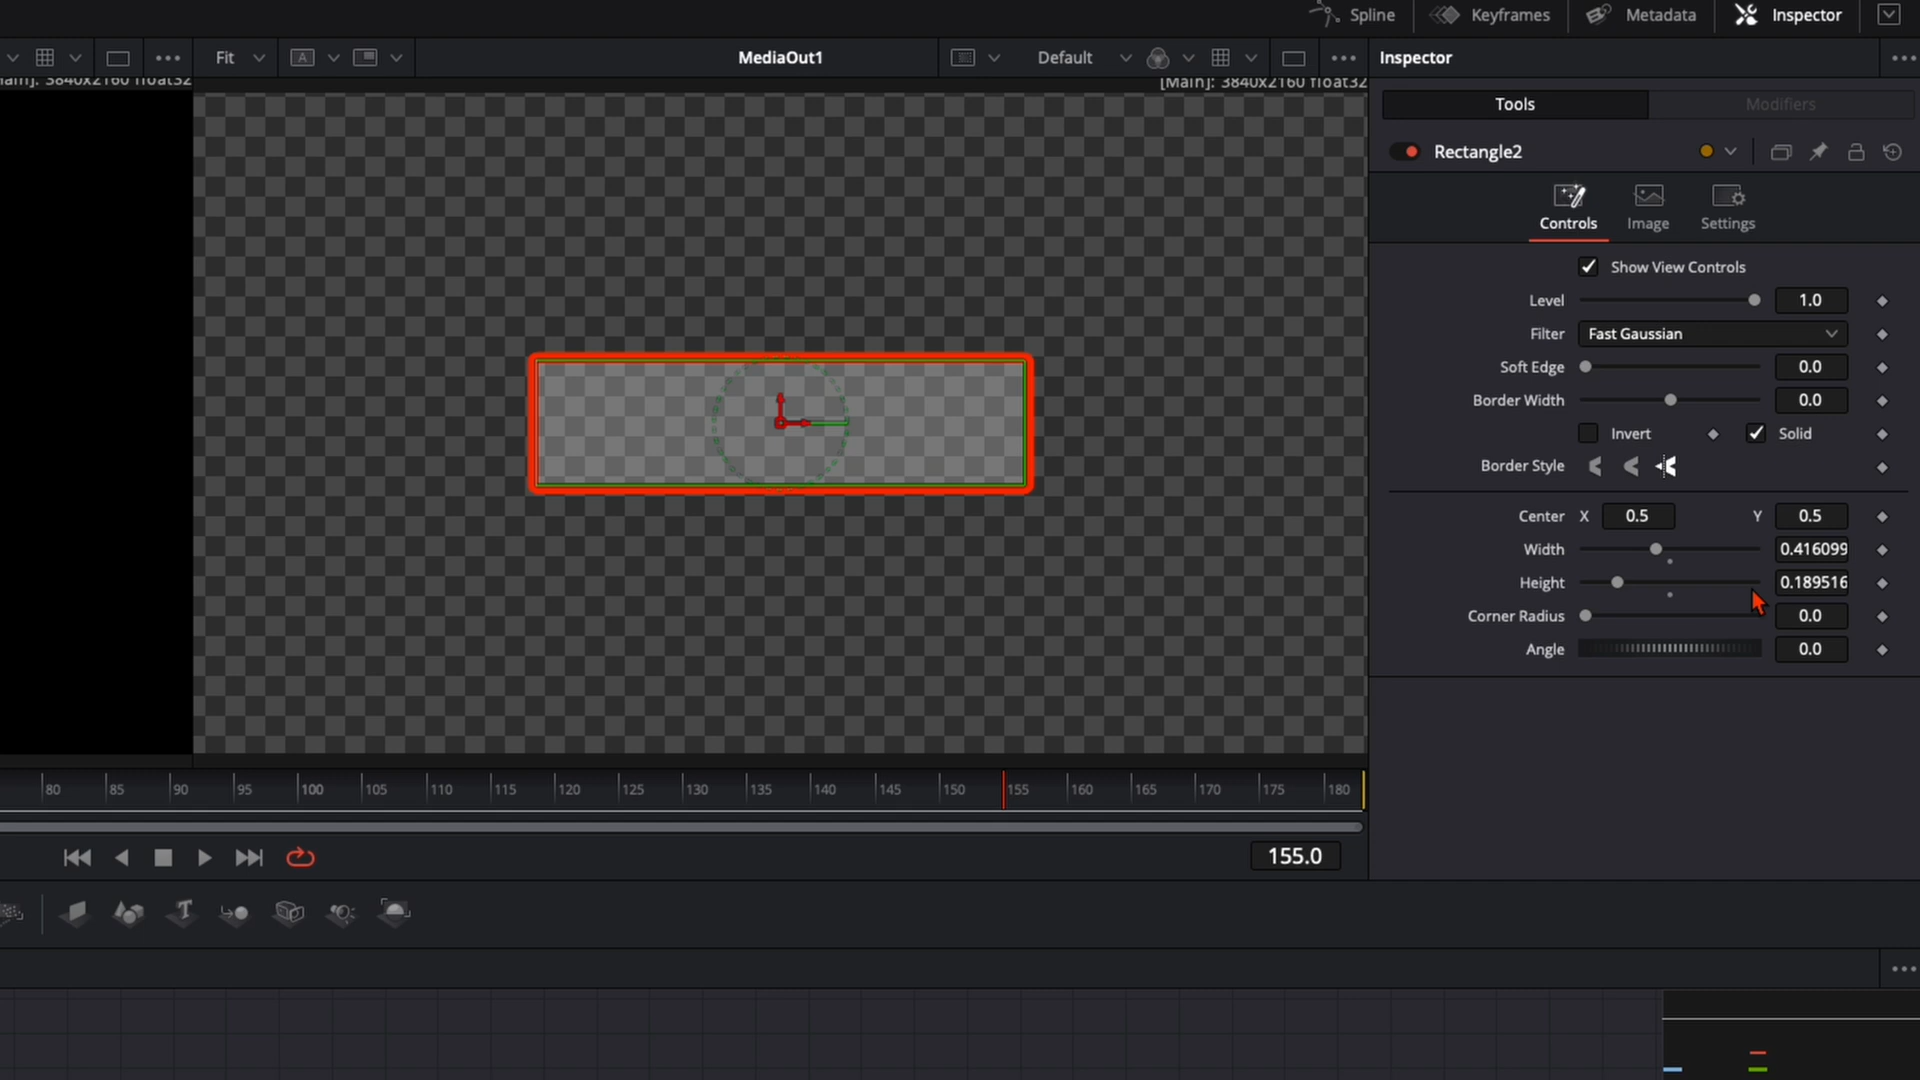 Spline
Keyframes
Metadata
Inspector
Fit
A
MediaOut1
Default
Inspector
3840x2160 float32
[Main]: 3840x2160 float32
Tools
Modifiers
Rectangle2
Controls
Image
Settings
Show View Controls
Level 1.0
Filter Fast Gaussian
Soft Edge 0.0
Border Width 0.0
Invert Solid
Border Style
Center X 0.5 Y 0.5
Width 0.416099
Height 0.189516
Corner Radius 0.0
Angle 0.0
80 85 90 95 100 105 110 115 120 125 130 135 140 145 150 155 160 165 170 175 180
155.0
T